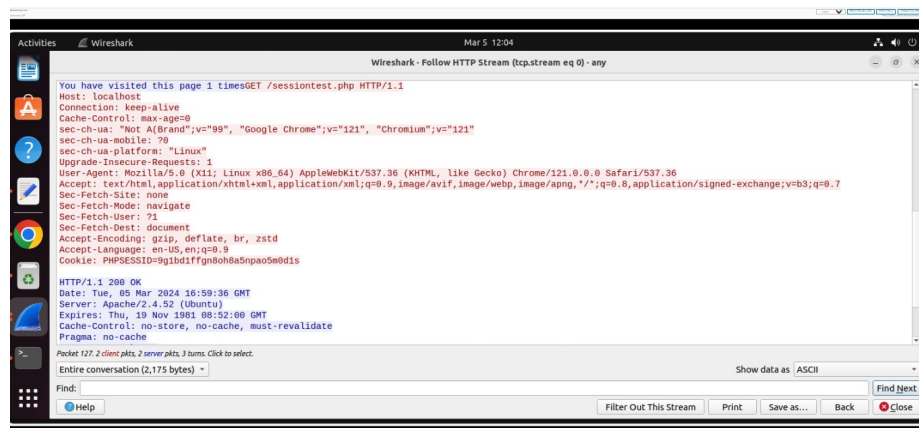 Activities Wireshark Mar 5 12:04
Wireshark · Follow HTTP Stream (tcp.stream eq 0) · any
You have visited this page 1 timesGET /sessiontest.php HTTP/1.1
Host: localhost
Connection: keep-alive
Cache-Control: max-age=0
sec-ch-ua: "Not A(Brand";v="99", "Google Chrome";v="121", "Chromium";v="121"
sec-ch-ua-mobile: ?0
sec-ch-ua-platform: "Linux"
Upgrade-Insecure-Requests: 1
User-Agent: Mozilla/5.0 (X11; Linux x86_64) AppleWebKit/537.36 (KHTML, like Gecko) Chrome/121.0.0.0 Safari/537.36
Accept: text/html,application/xhtml+xml,application/xml;q=0.9,image/avif,image/webp,image/apng,*/*;q=0.8,application/signed-exchange;v=b3;q=0.7
Sec-Fetch-Site: none
Sec-Fetch-Mode: navigate
Sec-Fetch-User: ?1
Sec-Fetch-Dest: document
Accept-Encoding: gzip, deflate, br, zstd
Accept-Language: en-US,en;q=0.9
Cookie: PHPSESSID=9g1bd1ffgn8oh8a5npao5m0d1s
HTTP/1.1 200 OK
Date: Tue, 05 Mar 2024 16:59:36 GMT
Server: Apache/2.4.52 (Ubuntu)
Expires: Thu, 19 Nov 1981 08:52:00 GMT
Cache-Control: no-store, no-cache, must-revalidate
Pragma: no-cache
Packet 127. 2 client pkts, 2 server pkts, 3 turns. Click to select.
Entire conversation (2,175 bytes) Show data as ASCII
Find: Find Next
Help Filter Out This Stream Print Save as... Back Close